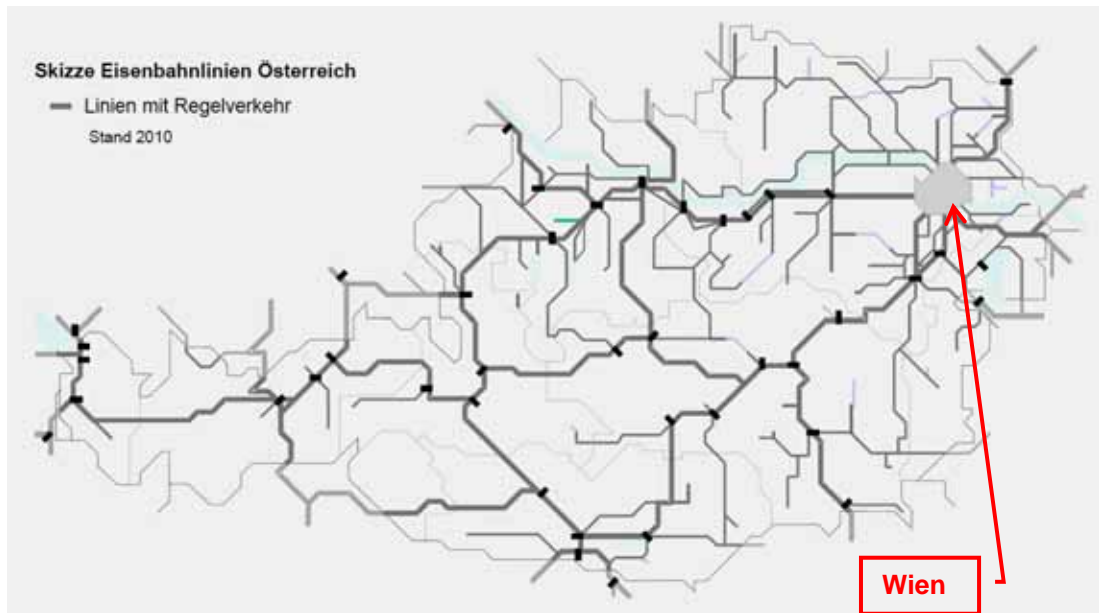 Skizze Eisenbahnlinien Österreich
Linien mit Regelverkehr
Stand 2010
Wien